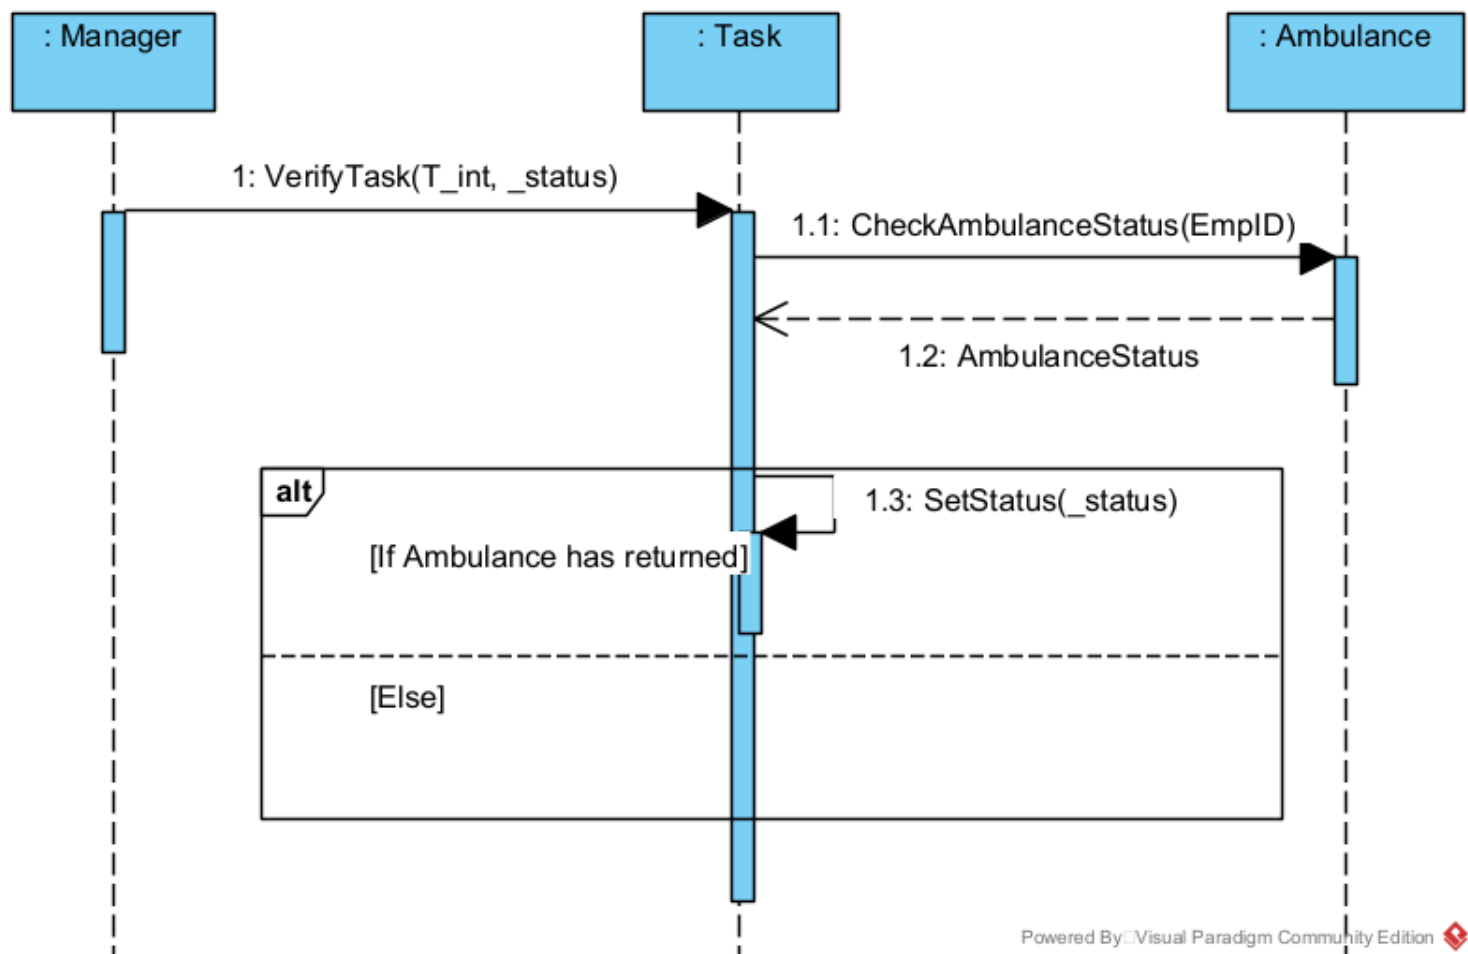 : Manager
: Task
: Ambulance
1: VerifyTask(T_int, _status)
1.1: CheckAmbulanceStatus(EmpID)
1.2: AmbulanceStatus
alt
1.3: SetStatus(_status)
[If Ambulance has returned]
[Else]
Powered By Visual Paradigm Community Edition